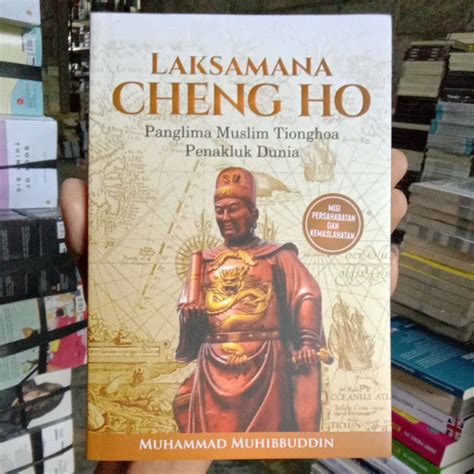 LAKSAMANA
CHENG HO
Panglima Muslim Tionghoa
Penakluk Dunia
MISI
PERSAHABATAN
DAN
KEMASLAHATAN
MUHAMMAD MUHIBBUDDIN